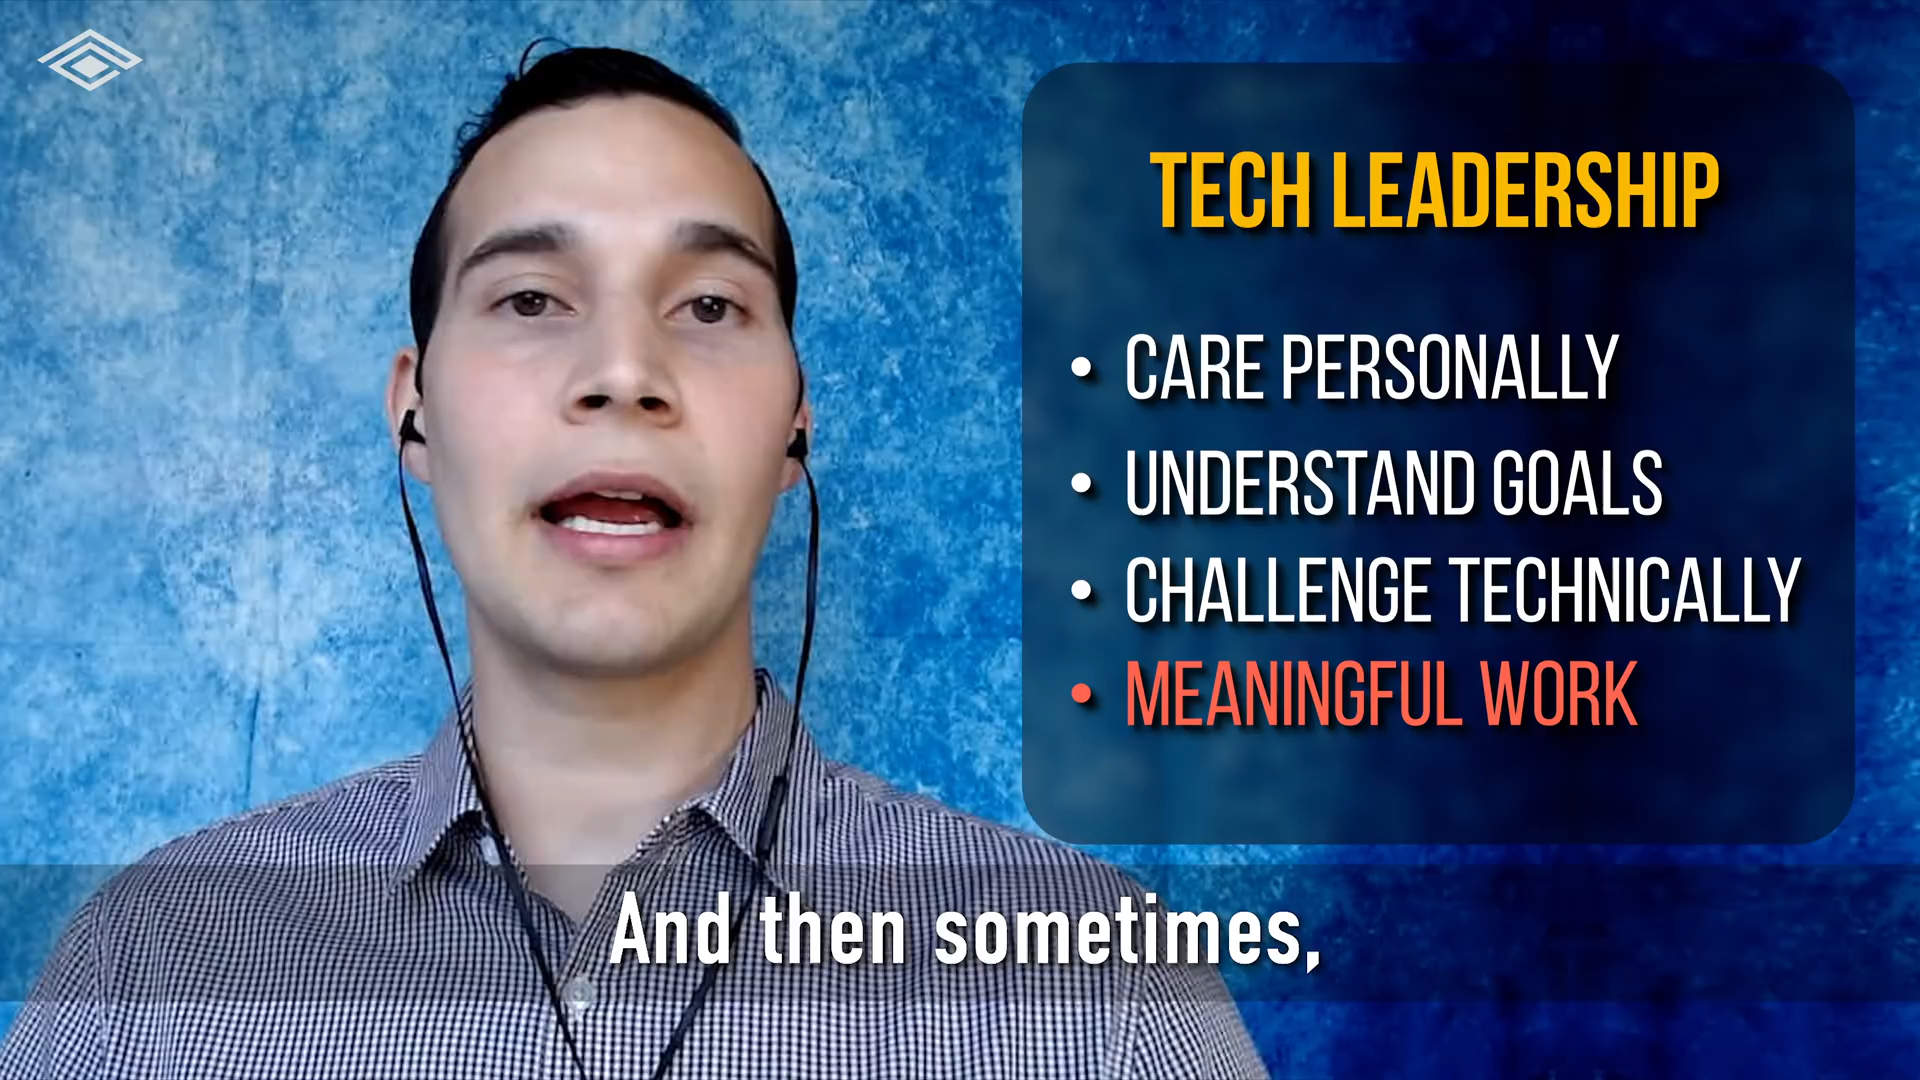 TECH LEADERSHIP
• CARE PERSONALLY
• UNDERSTAND GOALS
• CHALLENGE TECHNICALLY
• MEANINGFUL WORK
And then sometimes,